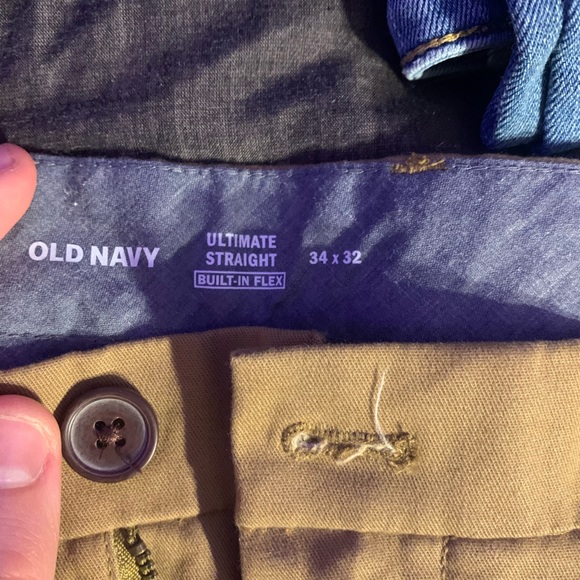 OLD NAVY
ULTIMATE
STRAIGHT
BUILT-IN FLEX
34 x 32